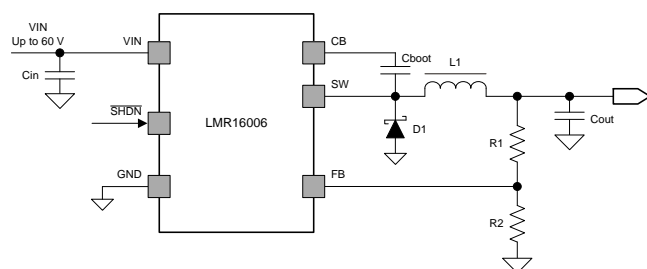 VIN
Up to 60 V
Cin
VIN
SHDN
GND
LMR16006
CB
SW
FB
Cboot
L1
D1
R1
R2
Cout